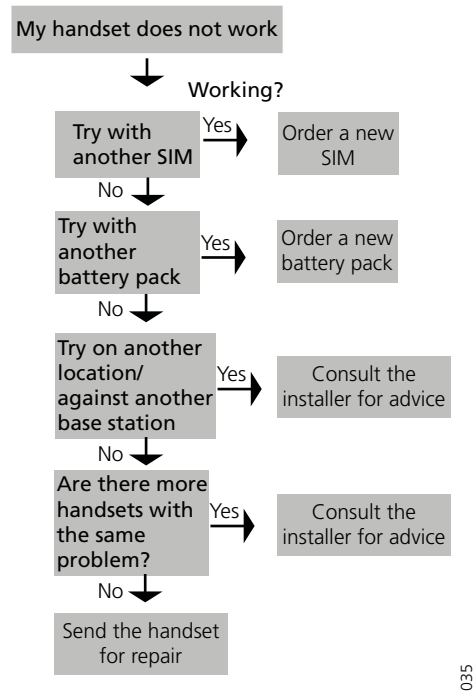 My handset does not work
Working?
Try with
another SIM
Yes
Order a new
SIM
No
Try with
another
battery pack
Yes
Order a new
battery pack
No
Try on another
location/
against another
base station
Yes
Consult the
installer for advice
No
Are there more
handsets with
the same
problem?
Yes
Consult the
installer for advice
No
Send the handset
for repair
035